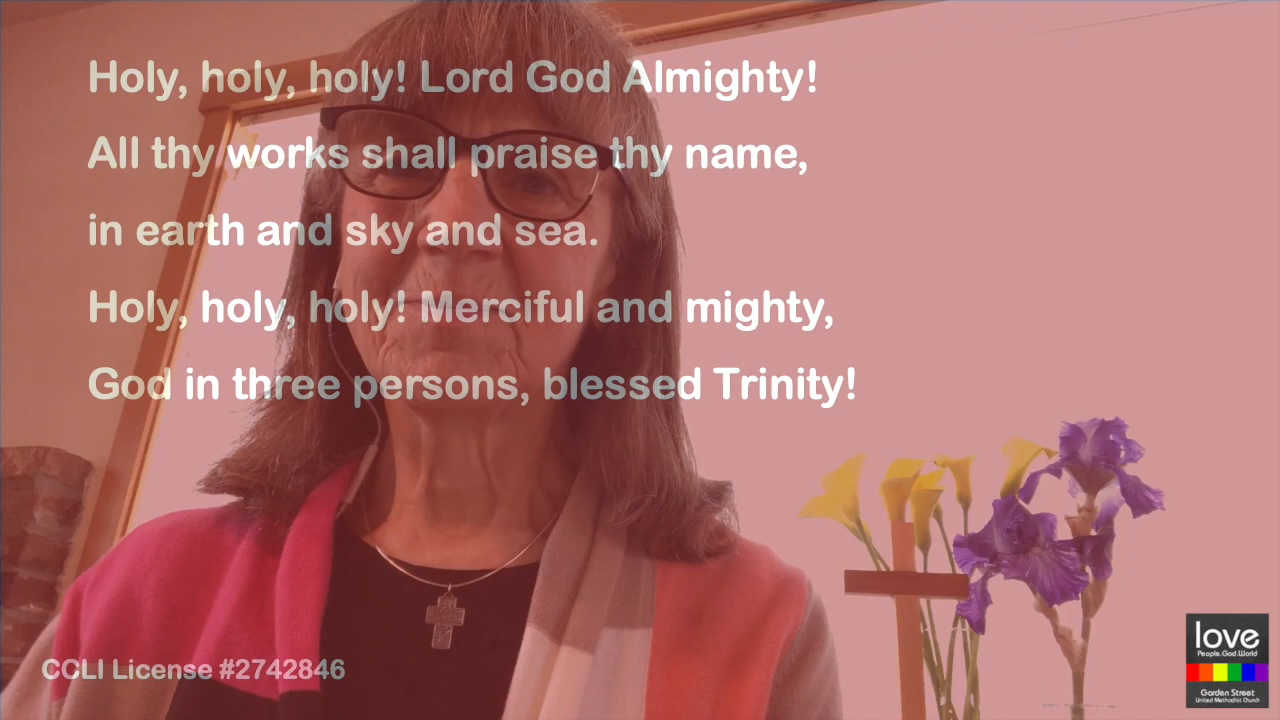 Holy, holy, holy! Lord God Almighty!
All thy works shall praise thy name,
in earth and sky and sea.
Holy, holy, holy! Merciful and mighty,
God in three persons, blessed Trinity!
CCLI License #2742846
love
People.God.World
Garden Street
United Methodist Church